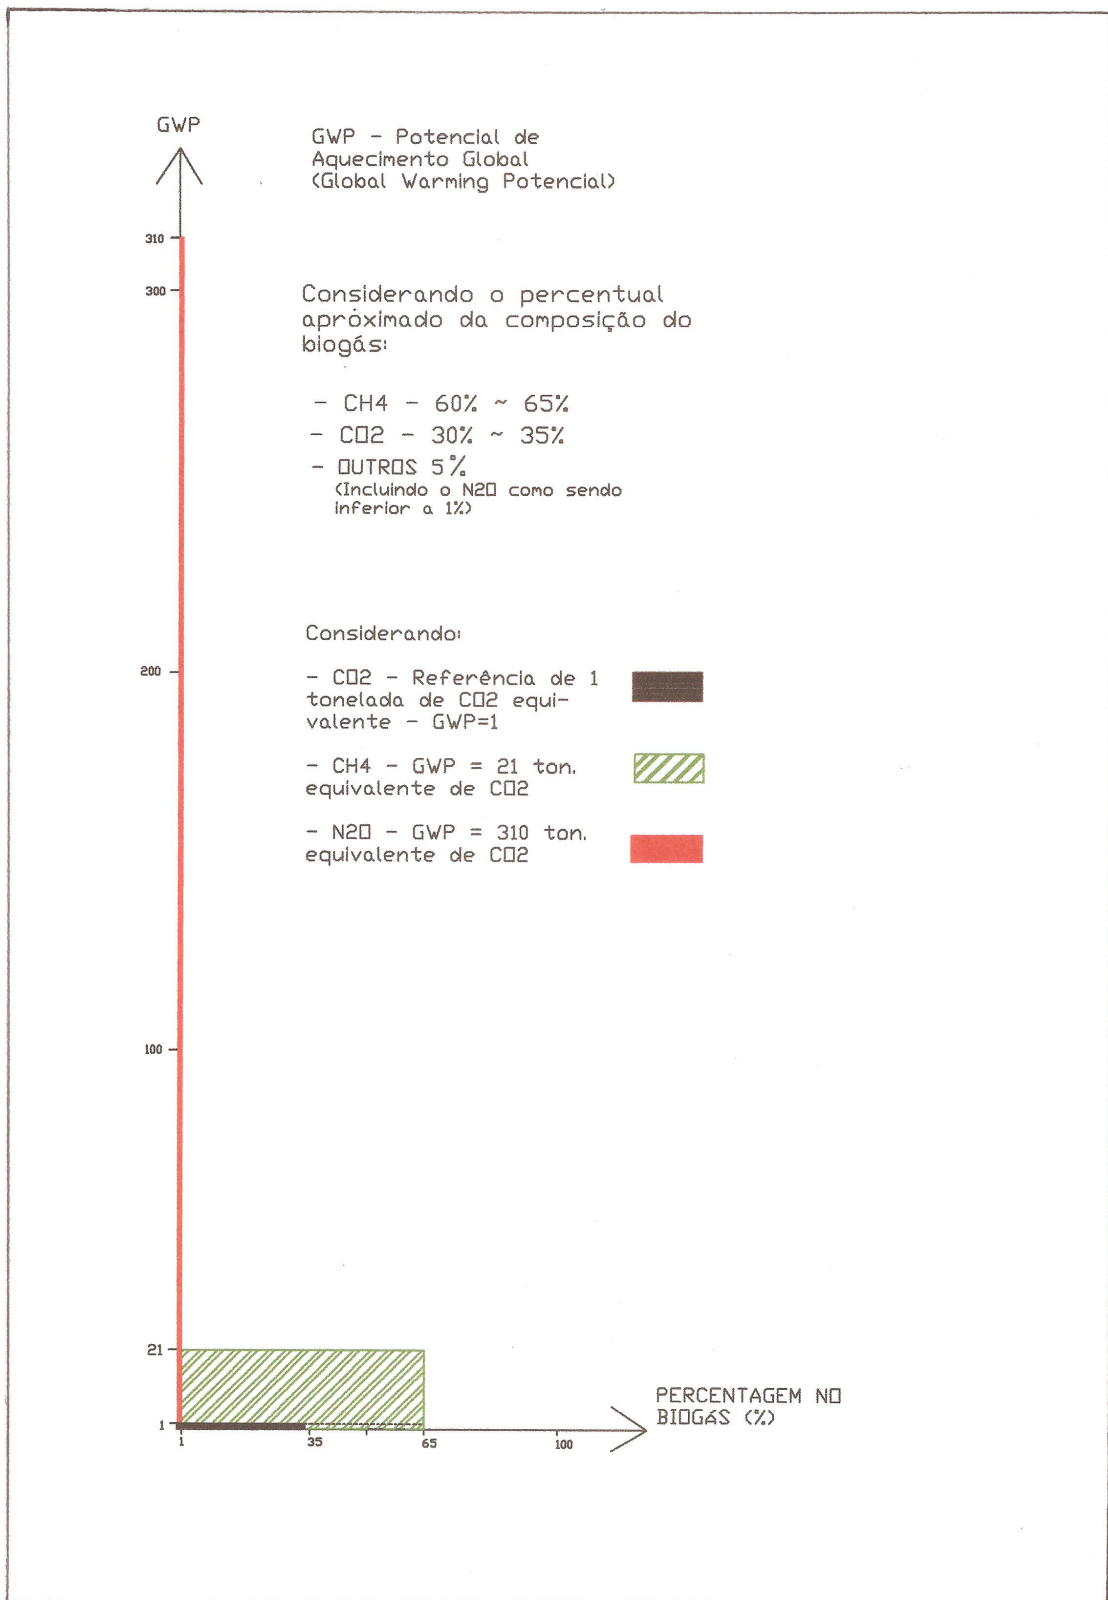 GWP
GWP - Potencial de
Aquecimento Global
(Global Warming Potencial)
310
300
Considerando o percentual
apróximado da composição do
biogás:
- CH4 - 60% ~ 65%
- CO2 - 30% ~ 35%
- OUTROS 5%
(Incluindo o N2O como sendo
inferior a 1%)
Considerando:
200
- CO2 - Referência de 1
tonelada de CO2 equi-
valente - GWP=1
- CH4 - GWP = 21 ton.
equivalente de CO2
- N2O - GWP = 310 ton.
equivalente de CO2
100
21
1
PERCENTAGEM NO
BIOGÁS (%)
1
35
65
100